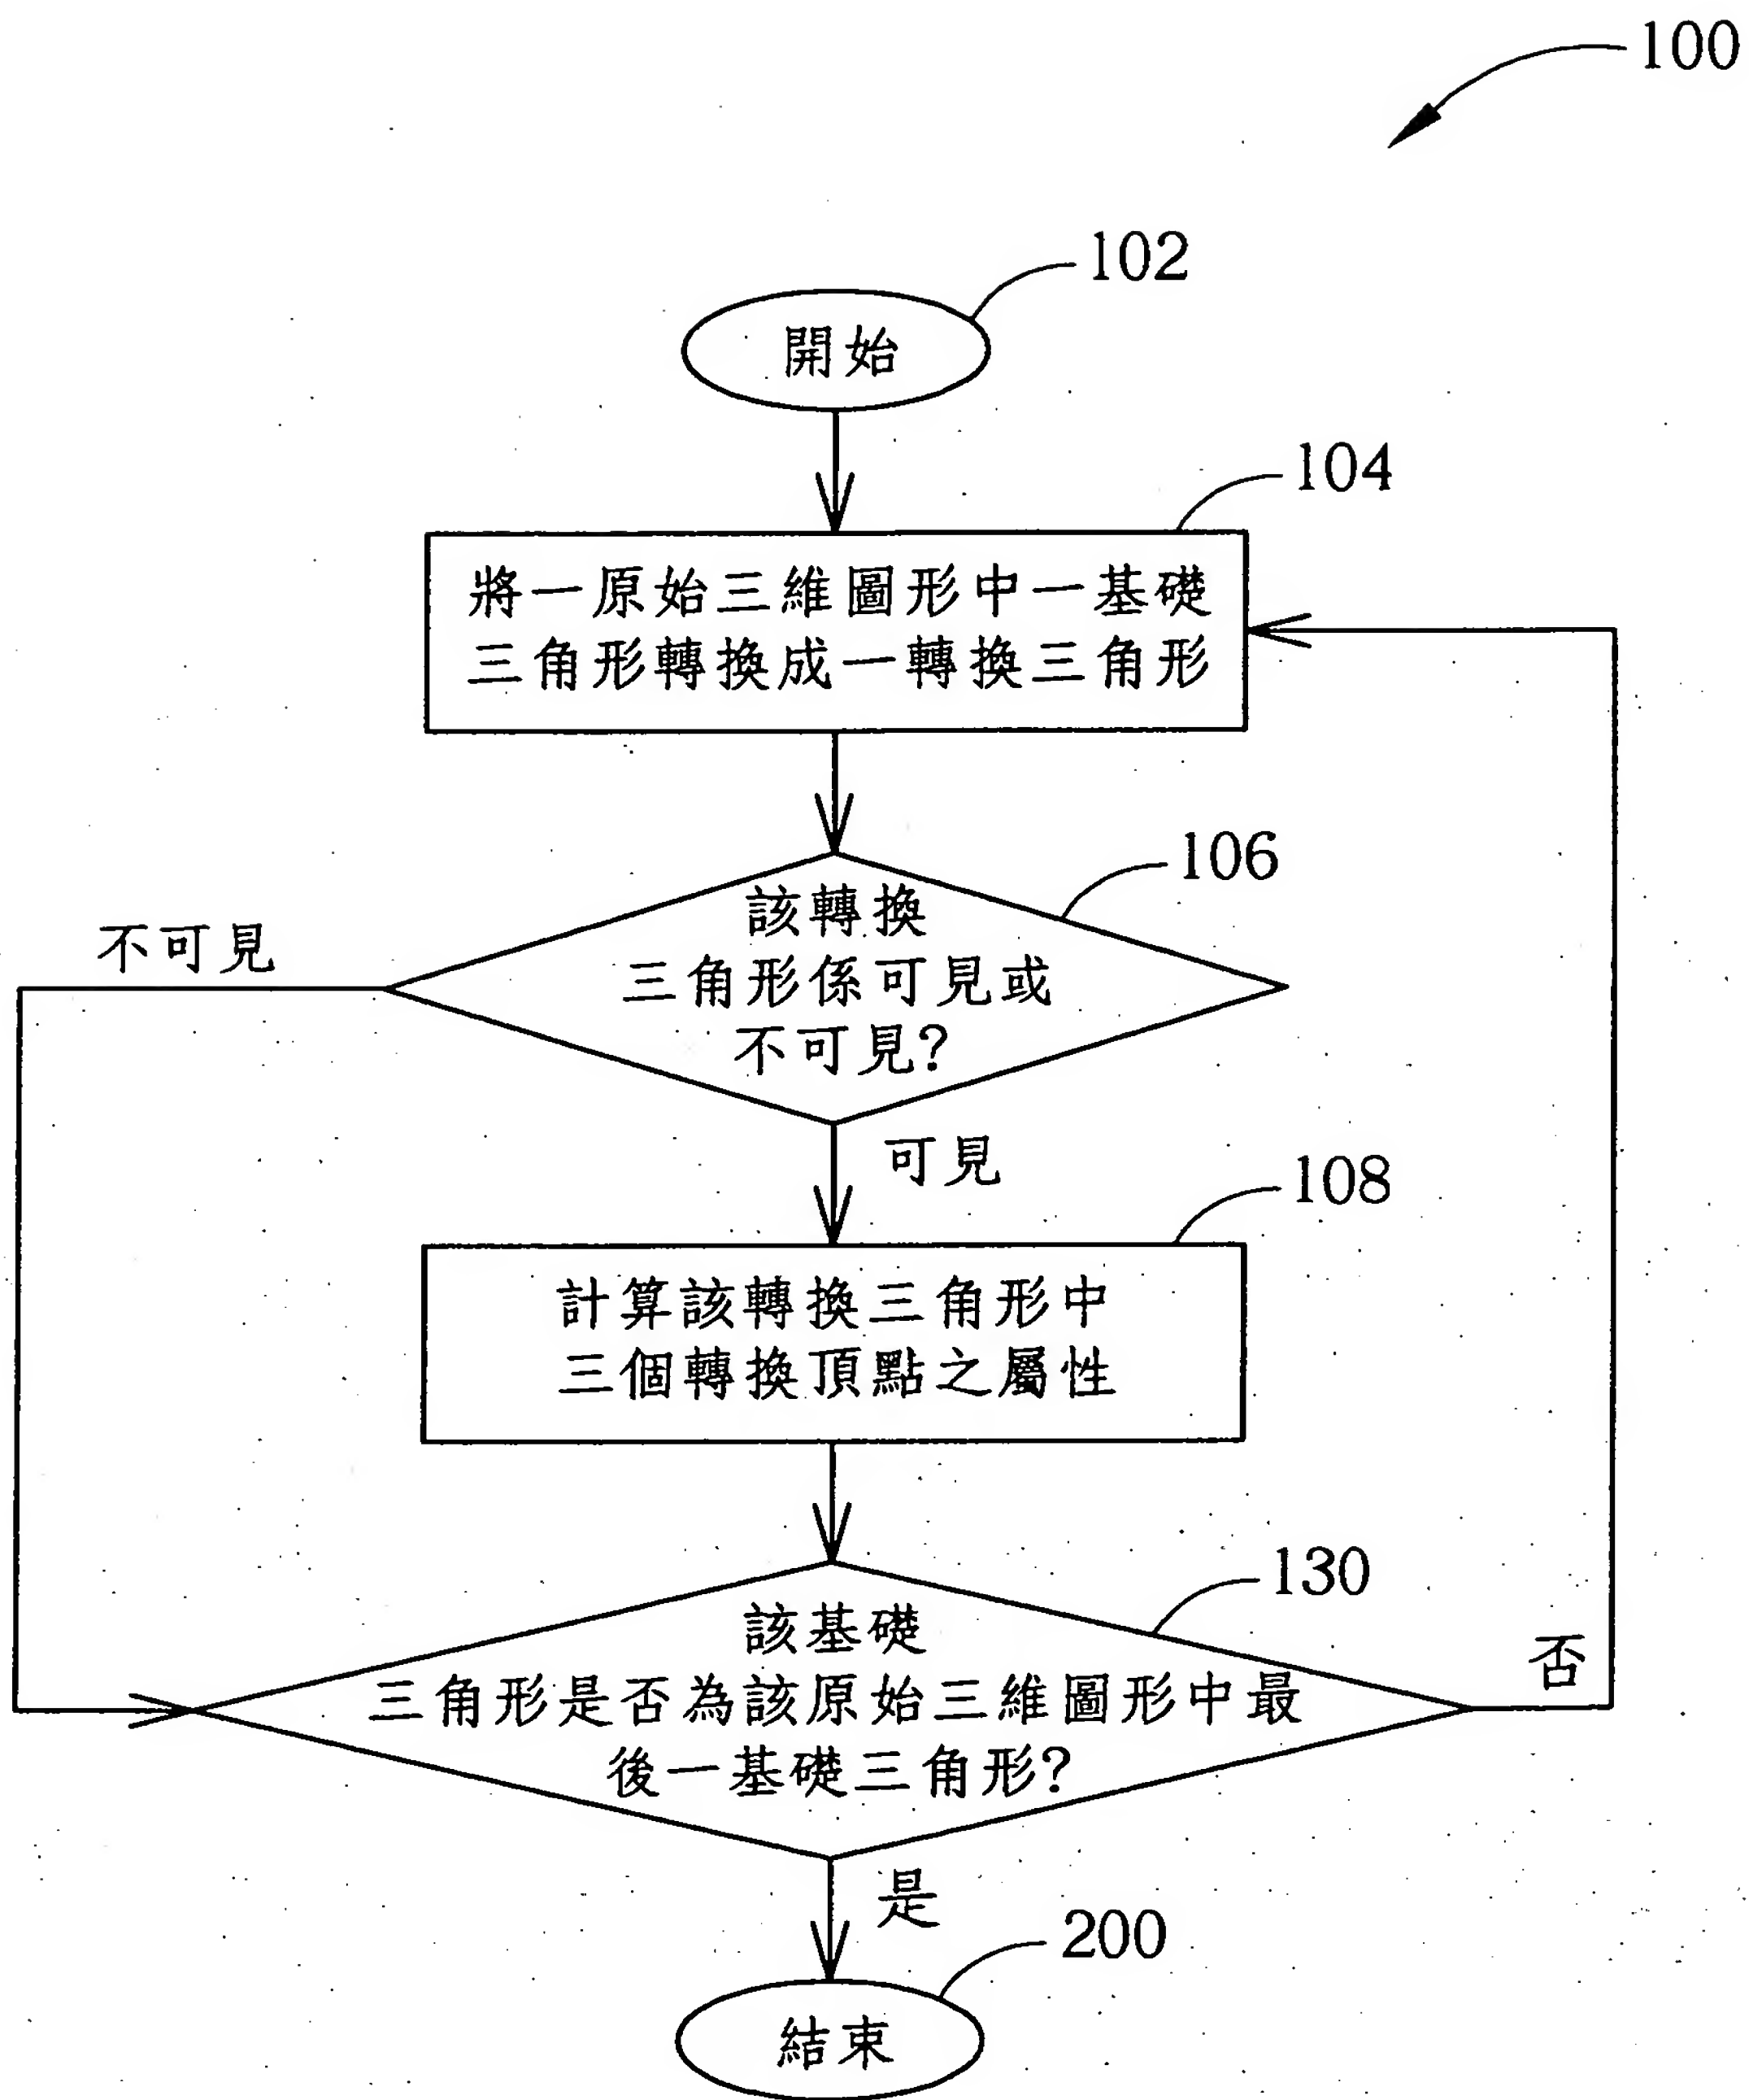 100
102
開始
104
將一原始三維圖形中一基礎
三角形轉換成一轉換三角形
106
該轉換
三角形係可見或
不可見?
不可見
可見
108
計算該轉換三角形中
三個轉換頂點之屬性
130
該基礎
三角形是否為該原始三維圖形中最
後一基礎三角形?
否
是
200
結束